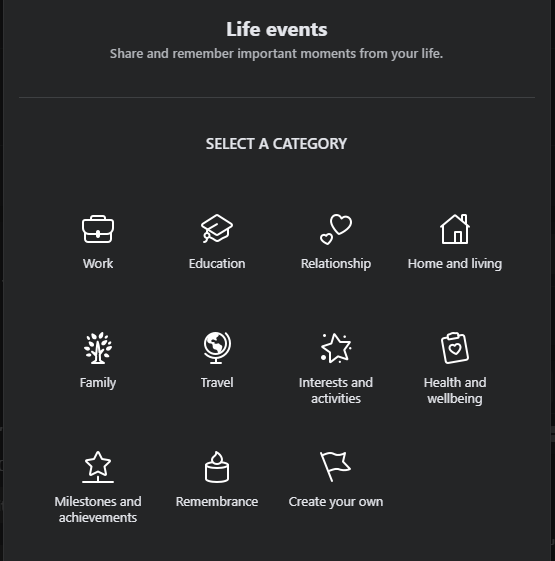 Life events
Share and remember important moments from your life.
SELECT A CATEGORY
Work
Education
Relationship
Home and living
Family
Travel
Interests and
activities
Health and
wellbeing
Milestones and
achievements
Remembrance
Create your own